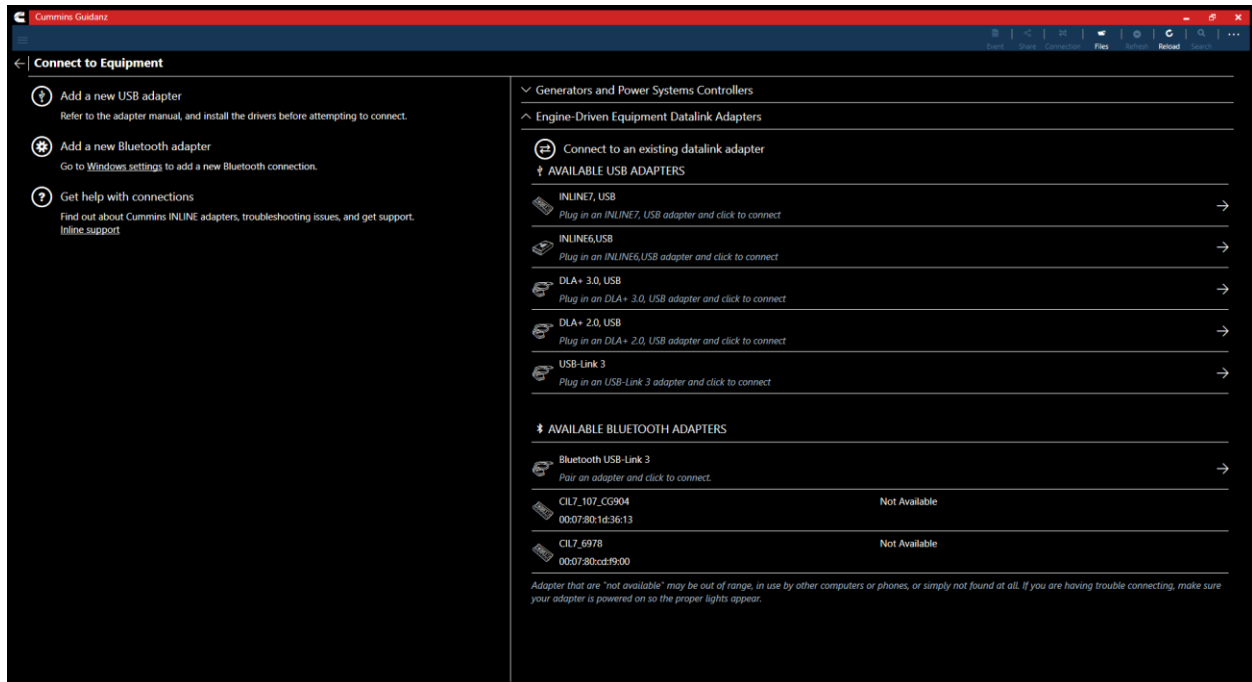 Cummins Guidanz
Event Share Connection Files Refresh Reload Search
Connect to Equipment
Add a new USB adapter
Refer to the adapter manual, and install the drivers before attempting to connect.
Add a new Bluetooth adapter
Go to Windows settings to add a new Bluetooth connection.
Get help with connections
Find out about Cummins INLINE adapters, troubleshooting issues, and get support.
Inline support
Generators and Power Systems Controllers
Engine-Driven Equipment Datalink Adapters
Connect to an existing datalink adapter
AVAILABLE USB ADAPTERS
INLINE7, USB
Plug in an INLINE7, USB adapter and click to connect
INLINE6,USB
Plug in an INLINE6,USB adapter and click to connect
DLA+ 3.0, USB
Plug in an DLA+ 3.0, USB adapter and click to connect
DLA+ 2.0, USB
Plug in an DLA+ 2.0, USB adapter and click to connect
USB-Link 3
Plug in an USB-Link 3 adapter and click to connect
AVAILABLE BLUETOOTH ADAPTERS
Bluetooth USB-Link 3
Pair an adapter and click to connect.
CIL7_107_CG904 Not Available
00:07:80:1d:36:13
CIL7_6978 Not Available
00:07:80:cd:f9:00
Adapter that are "not available" may be out of range, in use by other computers or phones, or simply not found at all. If you are having trouble connecting, make sure
your adapter is powered on so the proper lights appear.